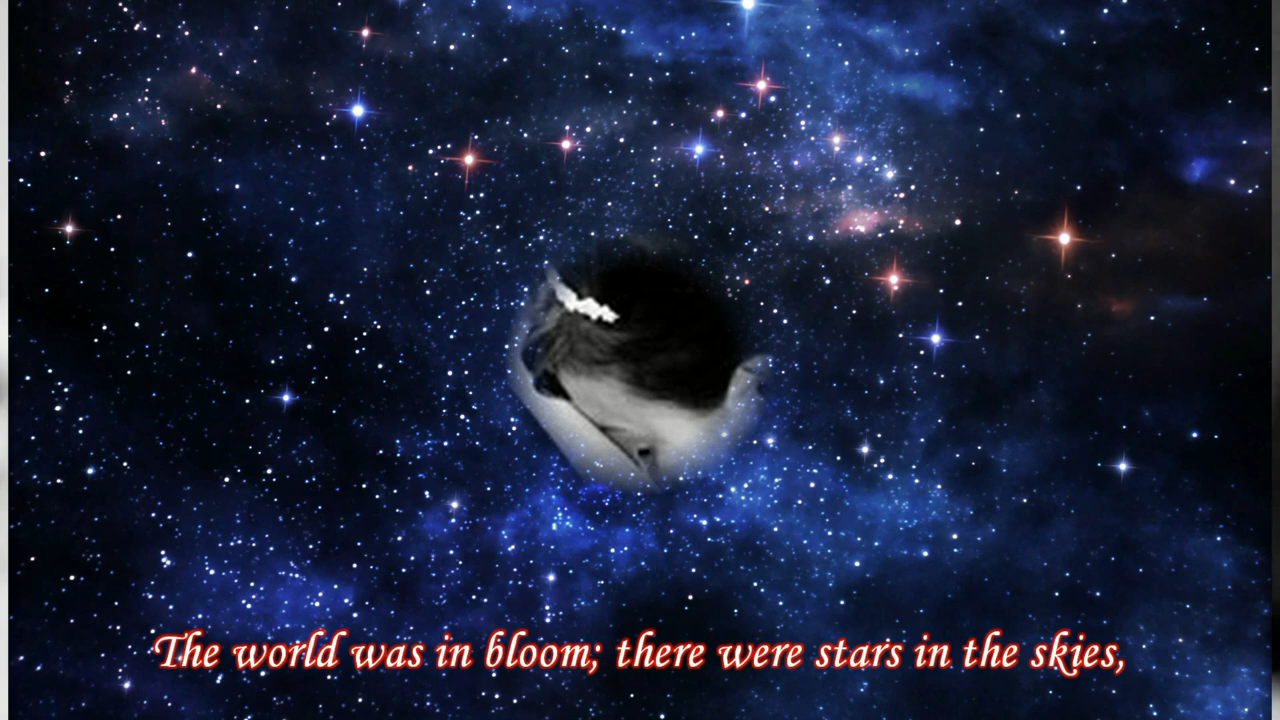 The world was in bloom; there were stars in the skies,